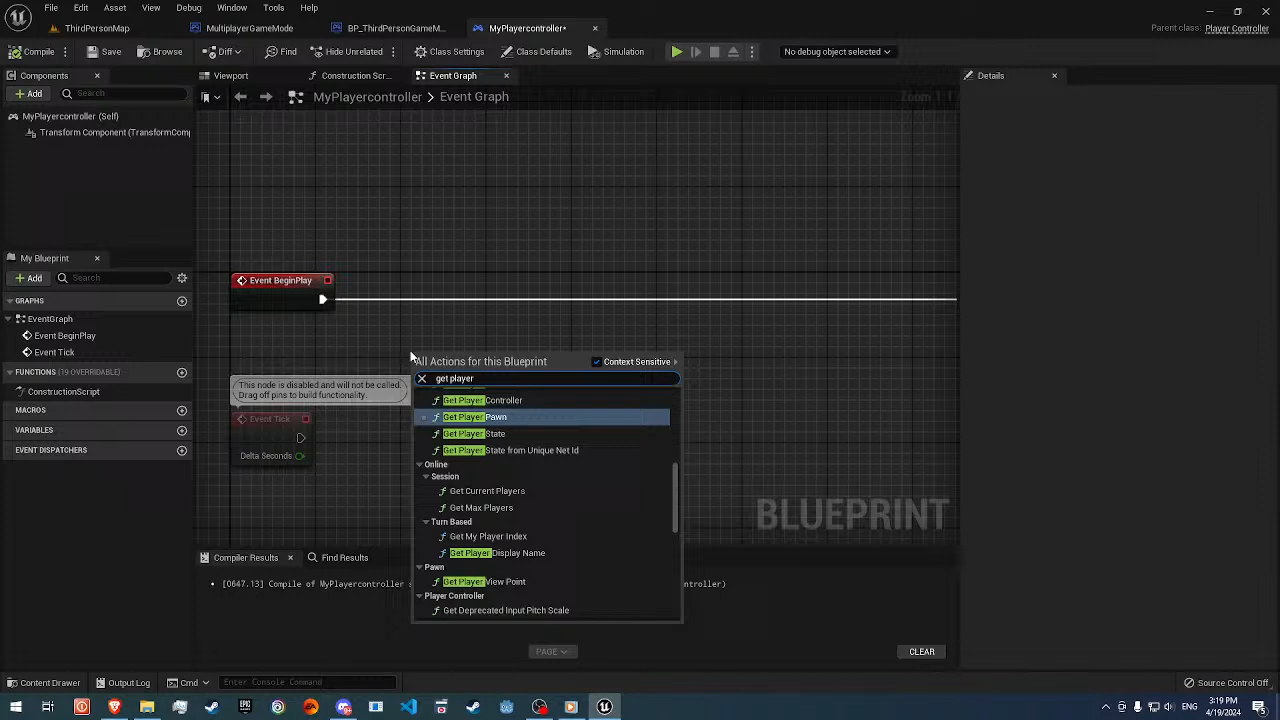 File Edit Asset View Debug Window Tools Help
ThirdPersonMap MultiplayerGameMode BP_ThirdPersonGameM... MyPlayercontroller* Parent class: Player Controller
Compile Save Browse Diff Find Hide Unrelated Class Settings Class Defaults Simulation No debug object selected
Components Viewport Construction Scr... Event Graph Details
Add Search MyPlayercontroller > Event Graph Zoom 1:1
MyPlayercontroller (Self)
Transform Component (TransformComp
My Blueprint
Add Search
Event BeginPlay
GRAPHS
EventGraph
Event BeginPlay
Event Tick
All Actions for this Blueprint Context Sensitive
FUNCTIONS (19 OVERRIDABLE)
get player
ConstructionScript
This node is disabled and will not be called.
Drag off pins to build functionality.
Get Player Controller
MACROS
Get Player Pawn
Event Tick
VARIABLES
Get Player State
EVENT DISPATCHERS
Get Player State from Unique Net Id
Delta Seconds
Online
Session
Get Current Players
Get Max Players
BLUEPRINT
Turn Based
Get My Player Index
Get Player Display Name
Compiler Results Find Results
Pawn
Get Player View Point
[0647.13] Compile of MyPlayercontroller s
controller)
Player Controller
Get Deprecated Input Pitch Scale
PAGE CLEAR
Content Drawer Output Log Cmd Enter Console Command Source Control Off
3:19 PM
4/19/2024